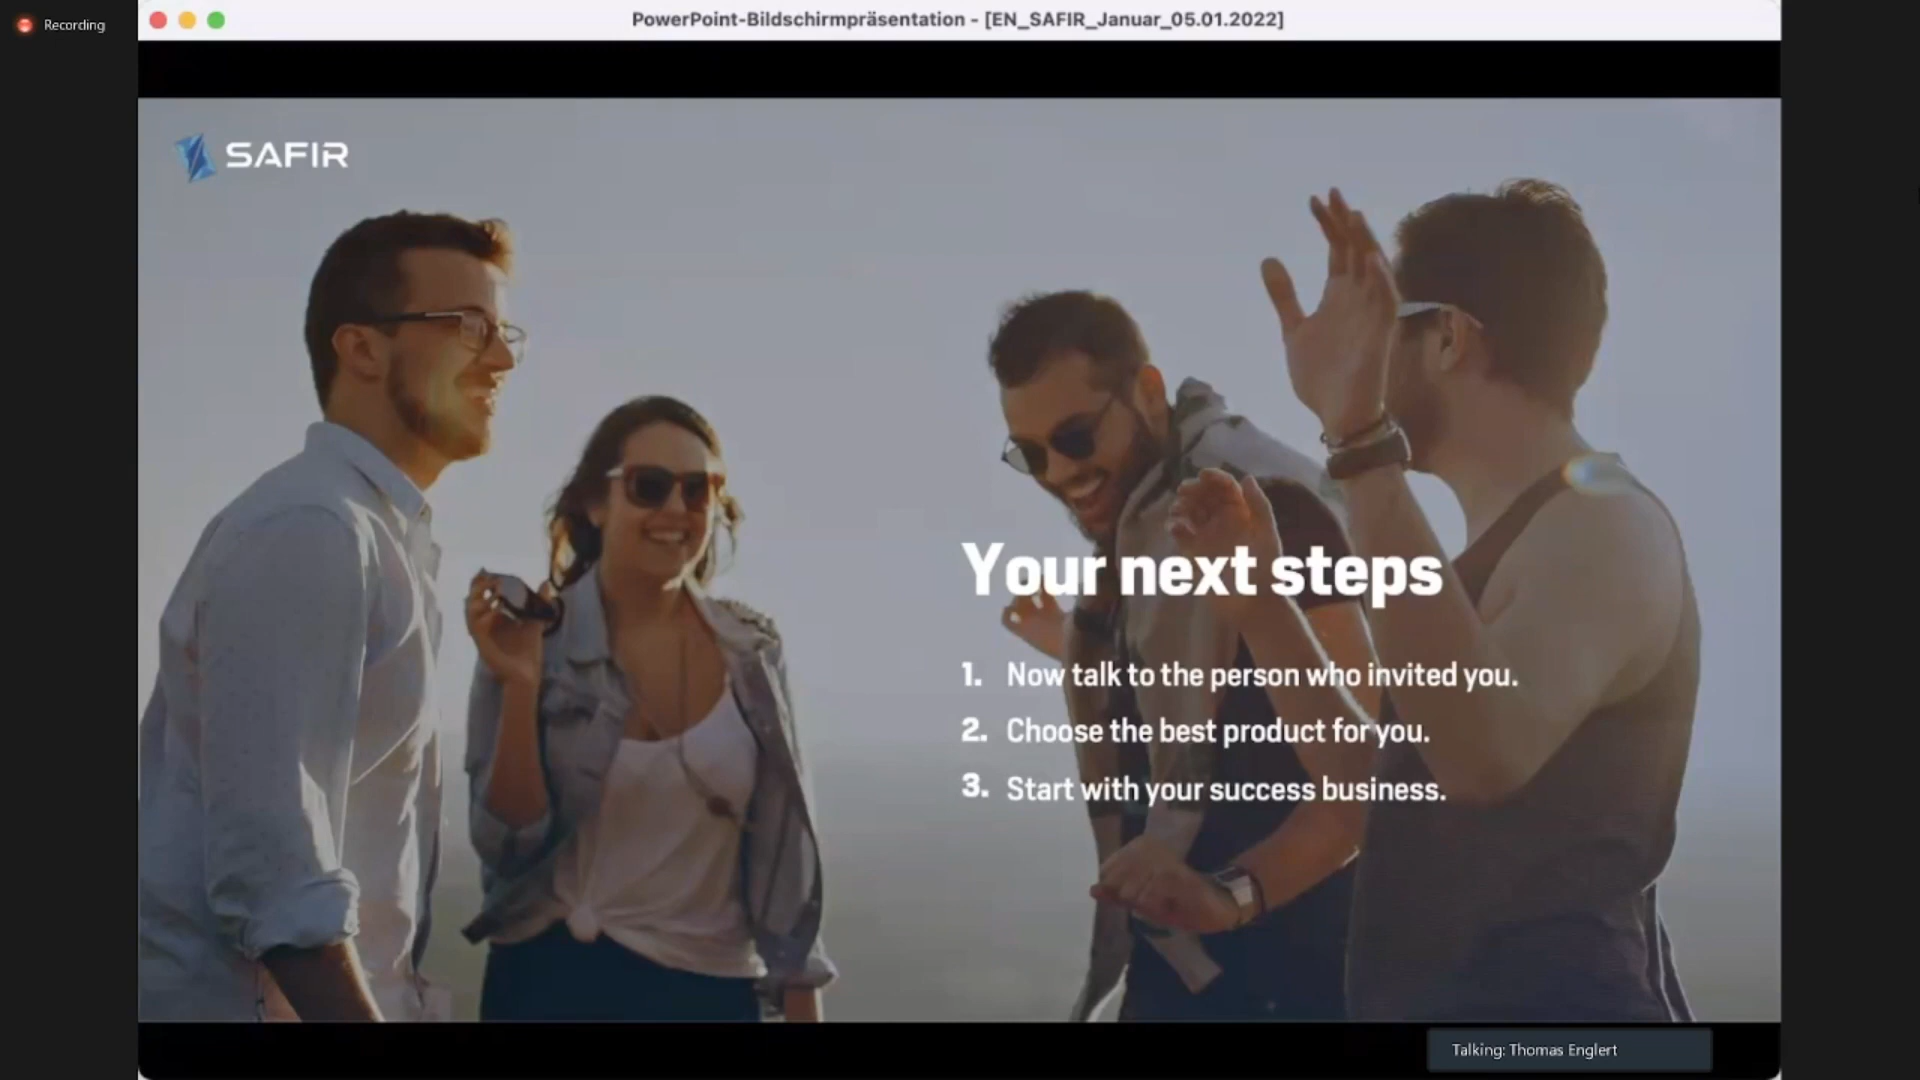 Recording
PowerPoint-Bildschirmpräsentation - [EN_SAFIR_Januar_05.01.2022]
SAFIR
Your next steps
1. Now talk to the person who invited you.
2. Choose the best product for you.
3. Start with your success business.
Talking: Thomas Englert